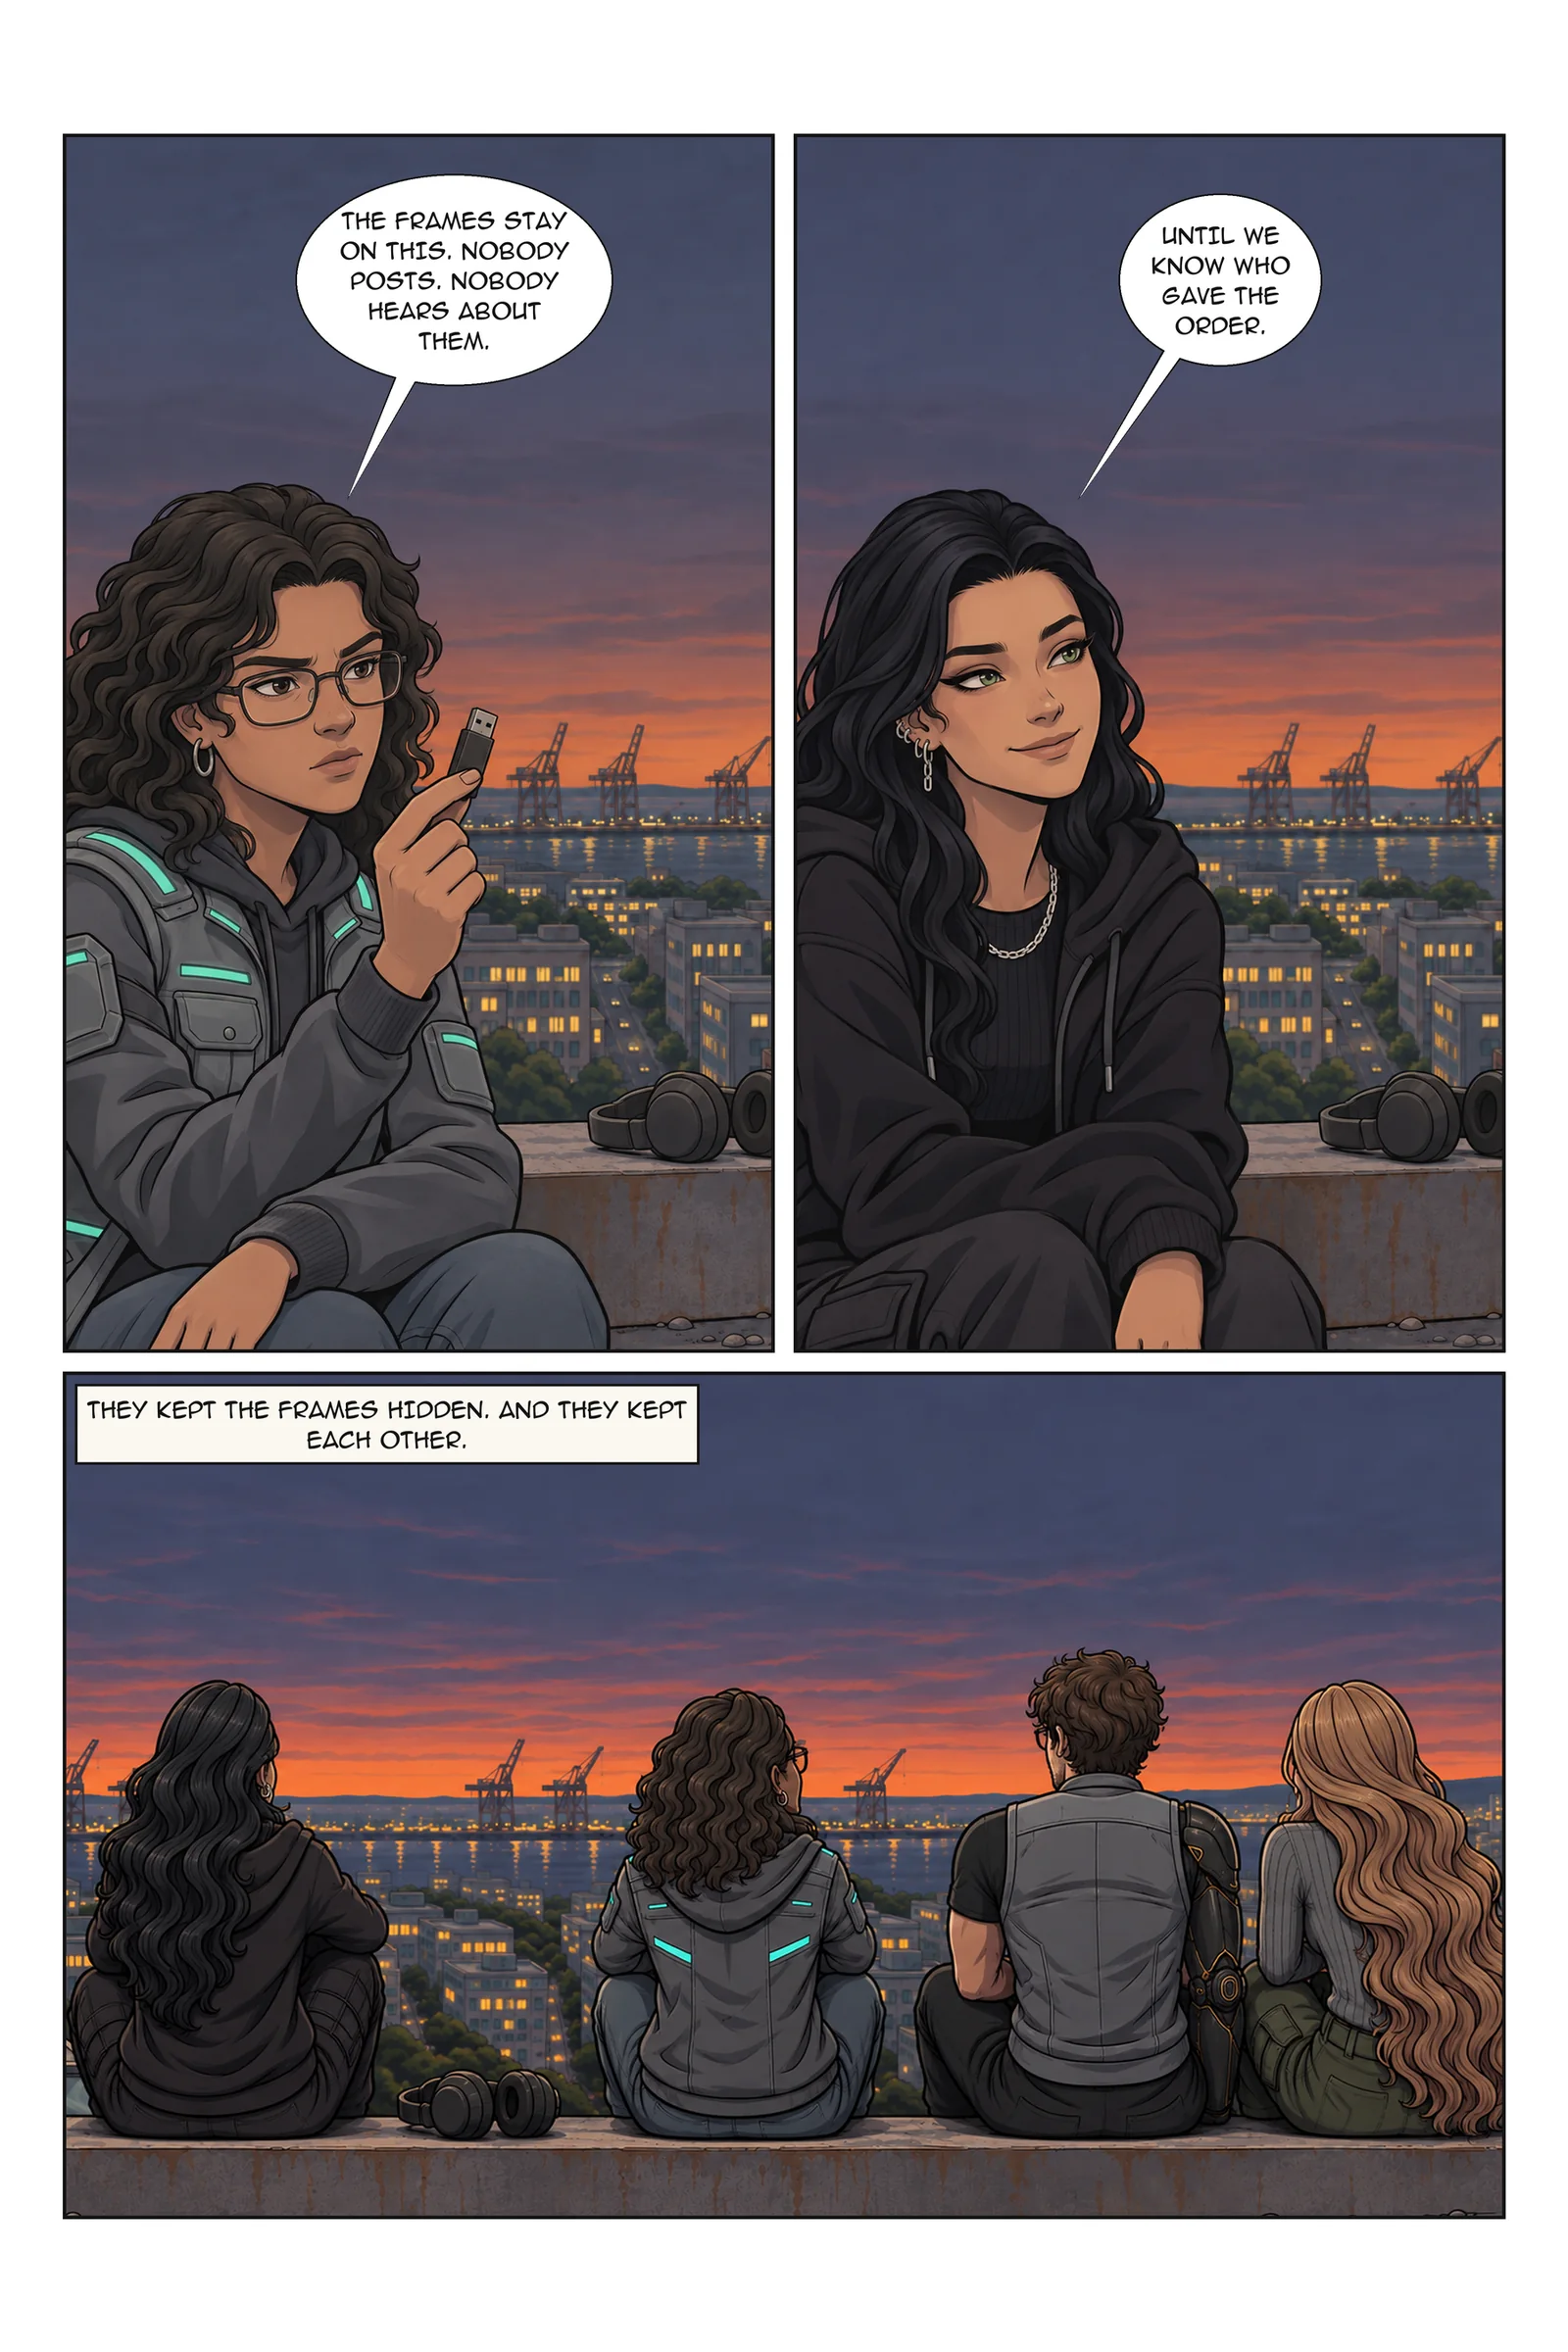 THE FRAMES STAY
ON THIS. NOBODY
POSTS. NOBODY
HEARS ABOUT
THEM.
UNTIL WE
KNOW WHO
GAVE THE
ORDER.
THEY KEPT THE FRAMES HIDDEN. AND THEY KEPT
EACH OTHER.